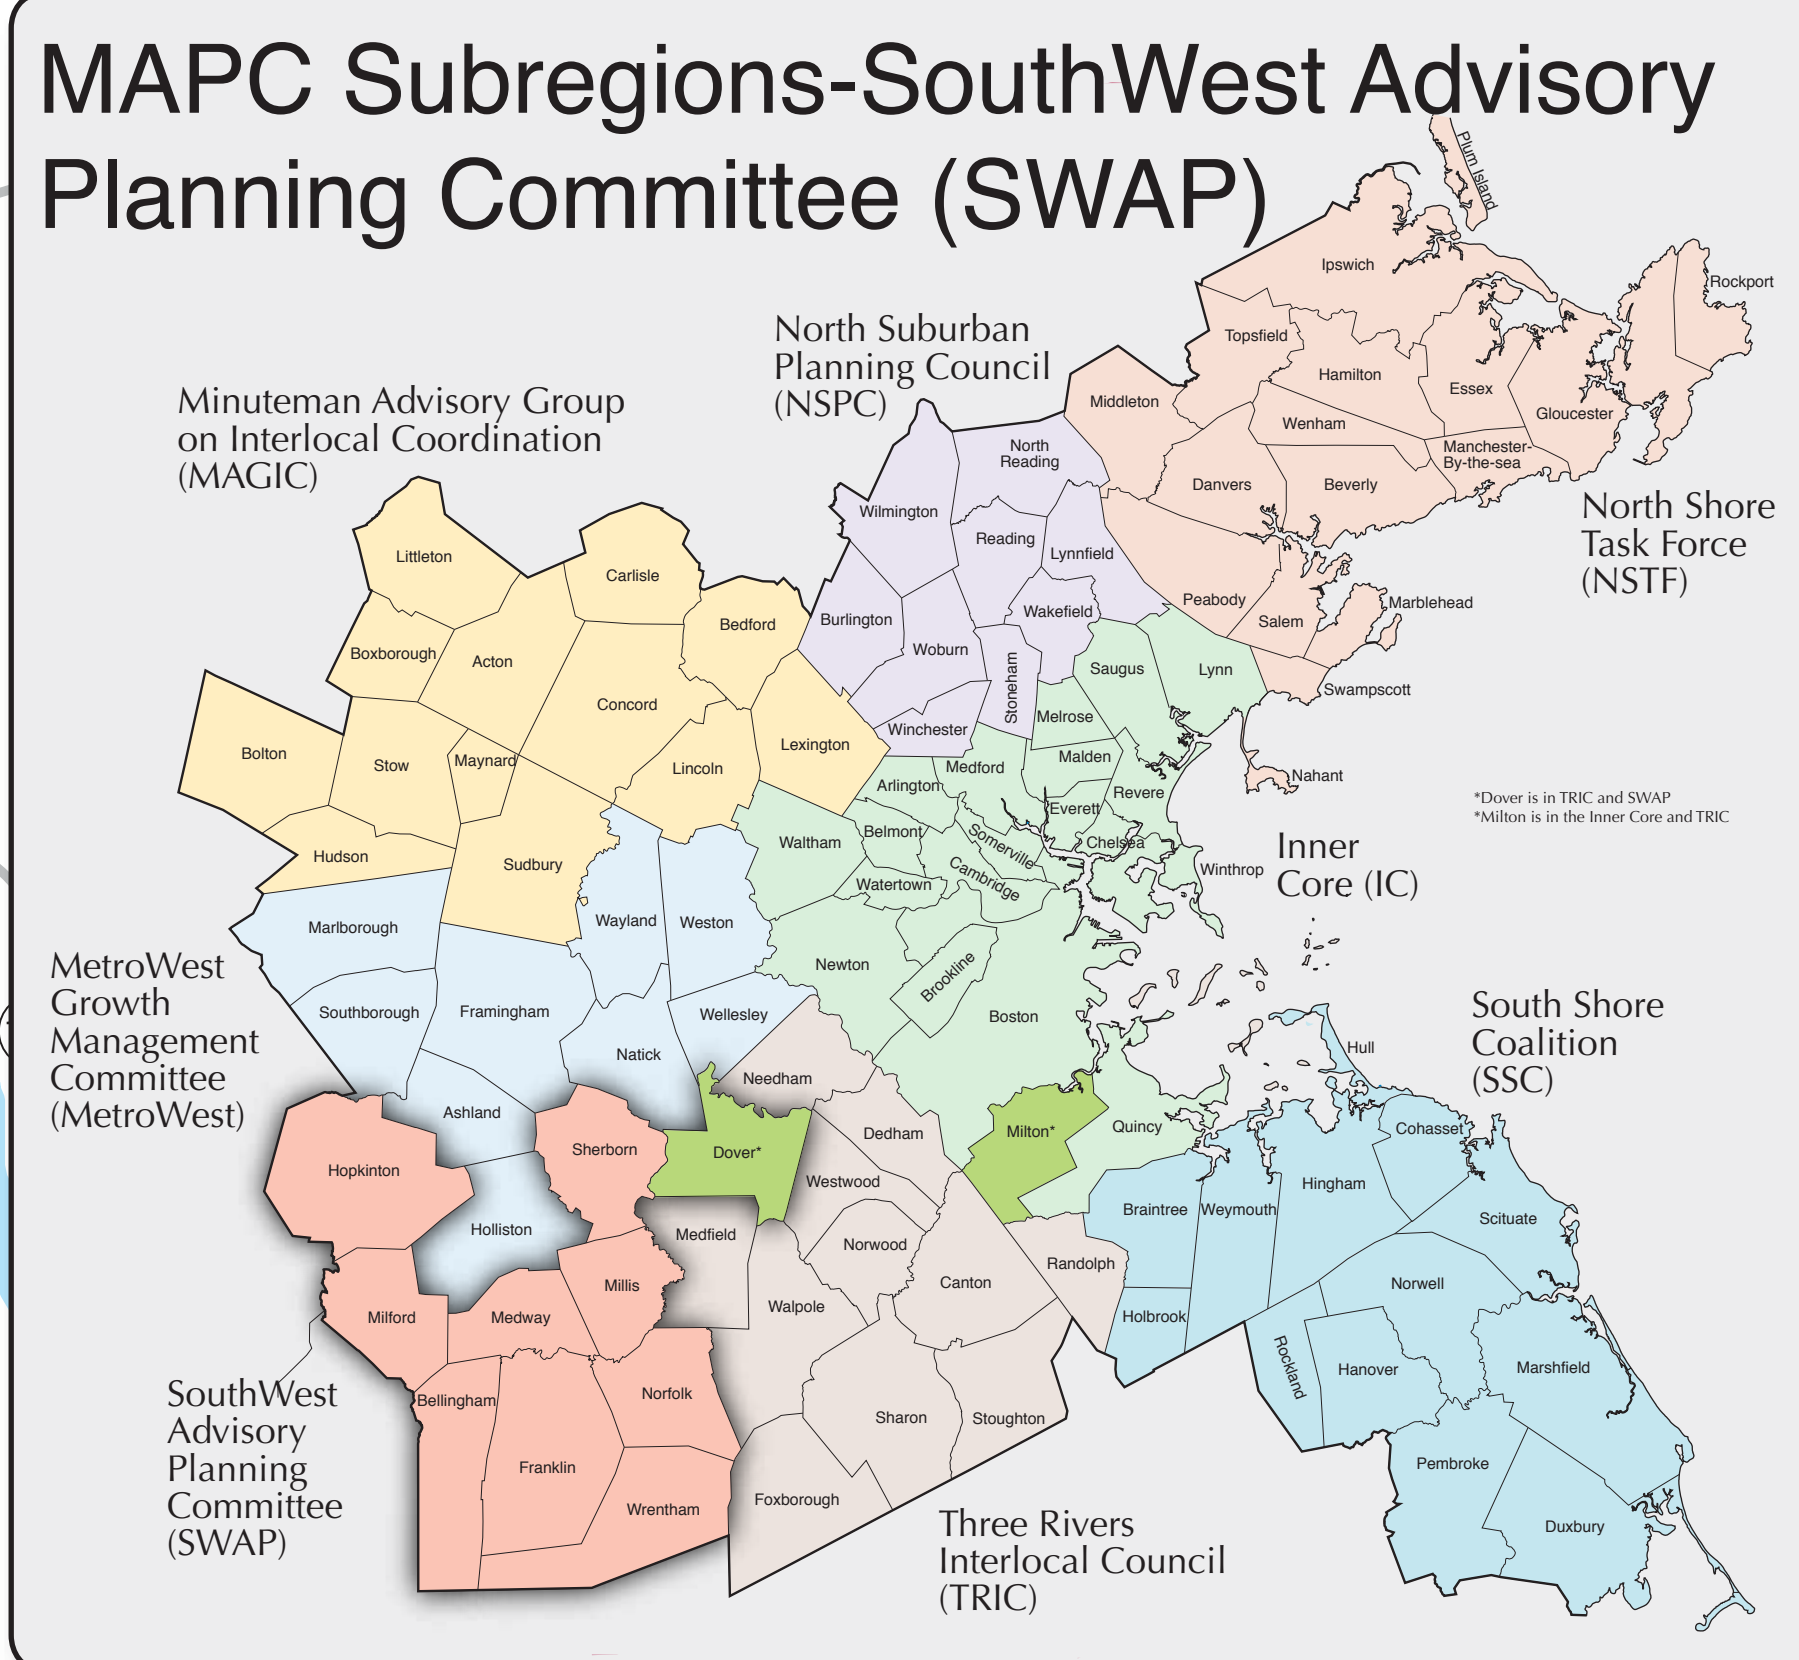 MAPC Subregions-SouthWest Advisory
Planning Committee (SWAP)
Plum Island
Ipswich
Rockport
North Suburban
Planning Council
(NSPC)
Topsfield
Hamilton
Essex
Gloucester
Middleton
Wenham
Manchester-
By-the-sea
Minuteman Advisory Group
on Interlocal Coordination
(MAGIC)
North
Reading
Danvers
Beverly
North Shore
Task Force
(NSTF)
Wilmington
Reading
Lynnfield
Littleton
Carlisle
Wakefield
Peabody
Marblehead
Salem
Burlington
Bedford
Woburn
Boxborough
Acton
Stoneham
Saugus
Lynn
Swampscott
Concord
Melrose
Winchester
Lexington
Bolton
Stow
Maynard
Lincoln
Medford
Malden
Nahant
Arlington
Revere
*Dover is in TRIC and SWAP
*Milton is in the Inner Core and TRIC
Everett
Belmont
Somerville
Chelsea
Waltham
Hudson
Sudbury
Watertown
Cambridge
Winthrop
Inner
Core (IC)
Marlborough
Wayland
Weston
Newton
Brookline
MetroWest
Growth
Management
Committee
(MetroWest)
Southborough
Framingham
Wellesley
Boston
South Shore
Coalition
(SSC)
Natick
Hull
Needham
Ashland
Sherborn
Dedham
Milton*
Quincy
Cohasset
Hopkinton
Dover*
Westwood
Hingham
Holliston
Medfield
Norwood
Braintree
Weymouth
Scituate
Millis
Canton
Randolph
Norwell
Milford
Medway
Walpole
Holbrook
Rockland
Hanover
Marshfield
SouthWest
Advisory
Planning
Committee
(SWAP)
Bellingham
Norfolk
Sharon
Stoughton
Franklin
Pembroke
Wrentham
Foxborough
Duxbury
Three Rivers
Interlocal Council
(TRIC)